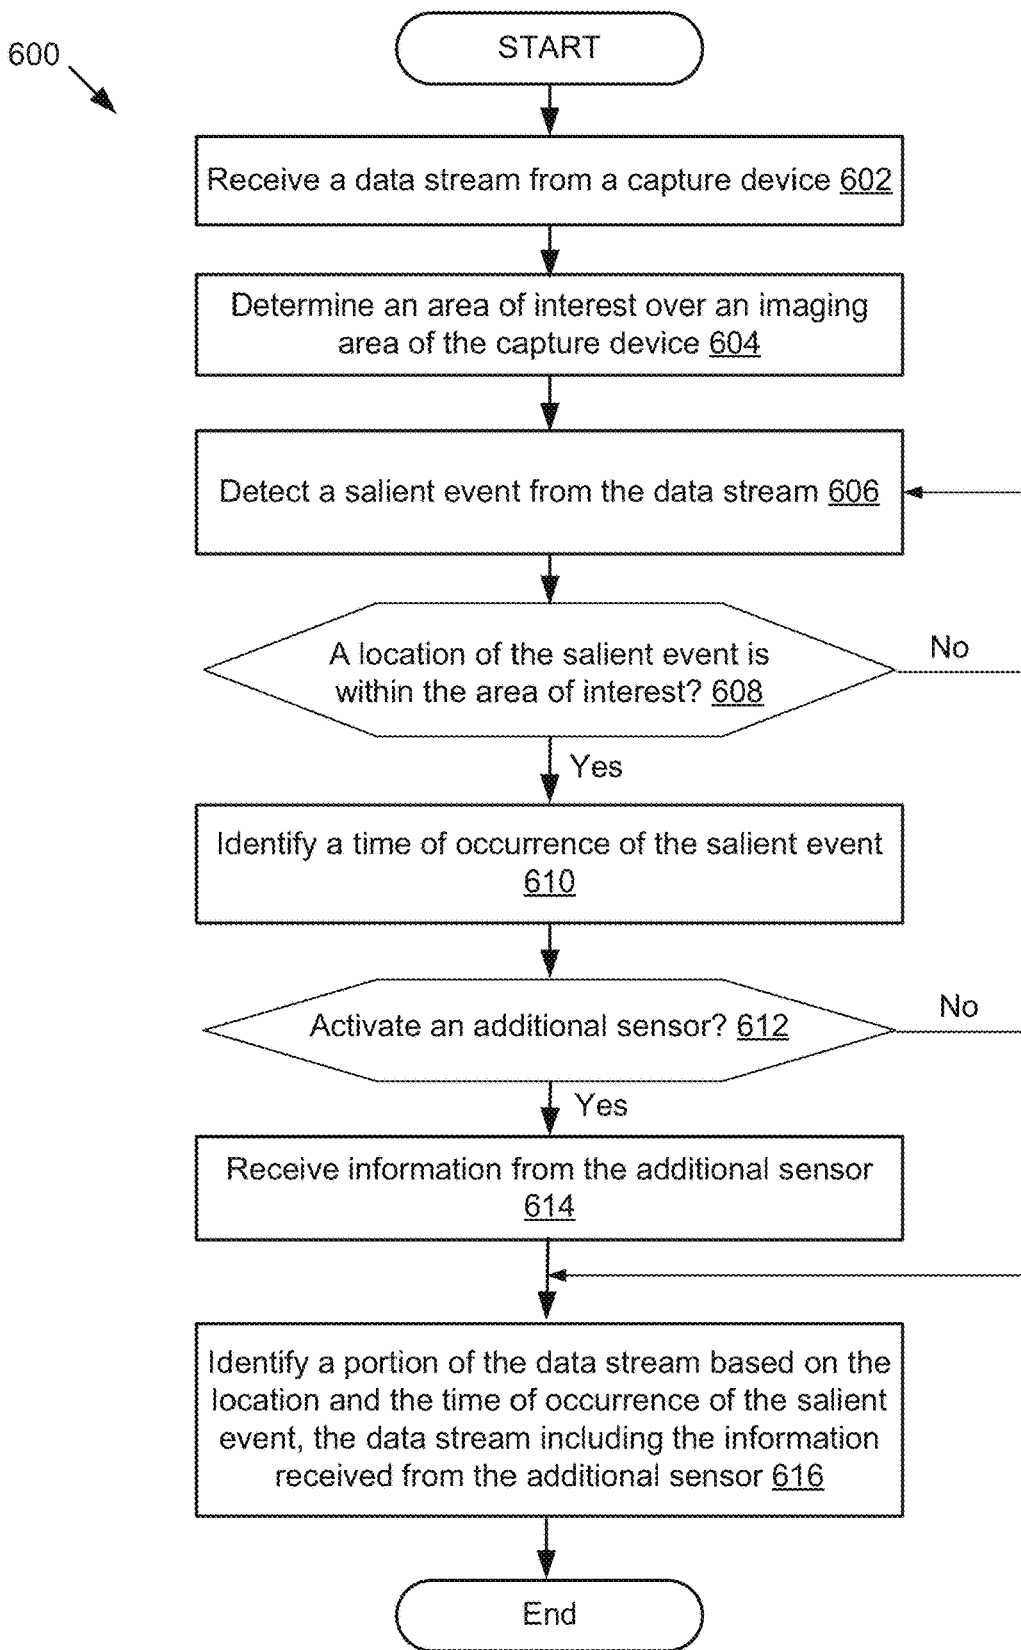 START
600
Receive a data stream from a capture device 602
Determine an area of interest over an imaging
area of the capture device 604
Detect a salient event from the data stream 606
A location of the salient event is
within the area of interest? 608
No
Yes
Identify a time of occurrence of the salient event
610
Activate an additional sensor? 612
No
Yes
Receive information from the additional sensor
614
Identify a portion of the data stream based on the
location and the time of occurrence of the salient
event, the data stream including the information
received from the additional sensor 616
End